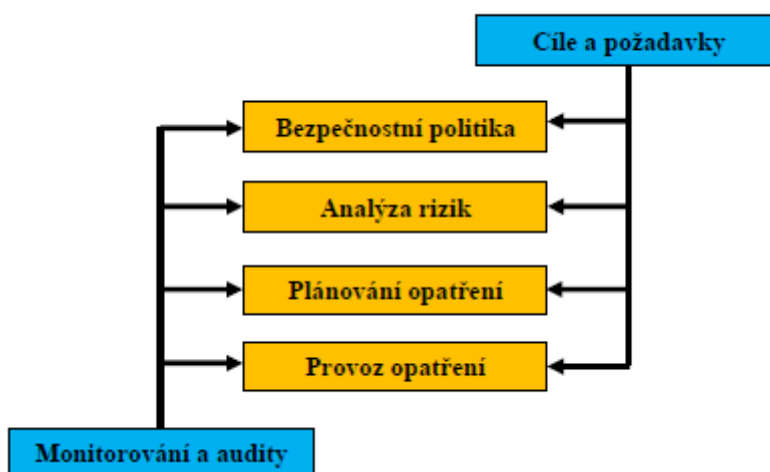 Cíle a požadavky
Bezpečnostní politika
Analýza rizik
Plánování opatření
Provoz opatření
Monitorování a audity